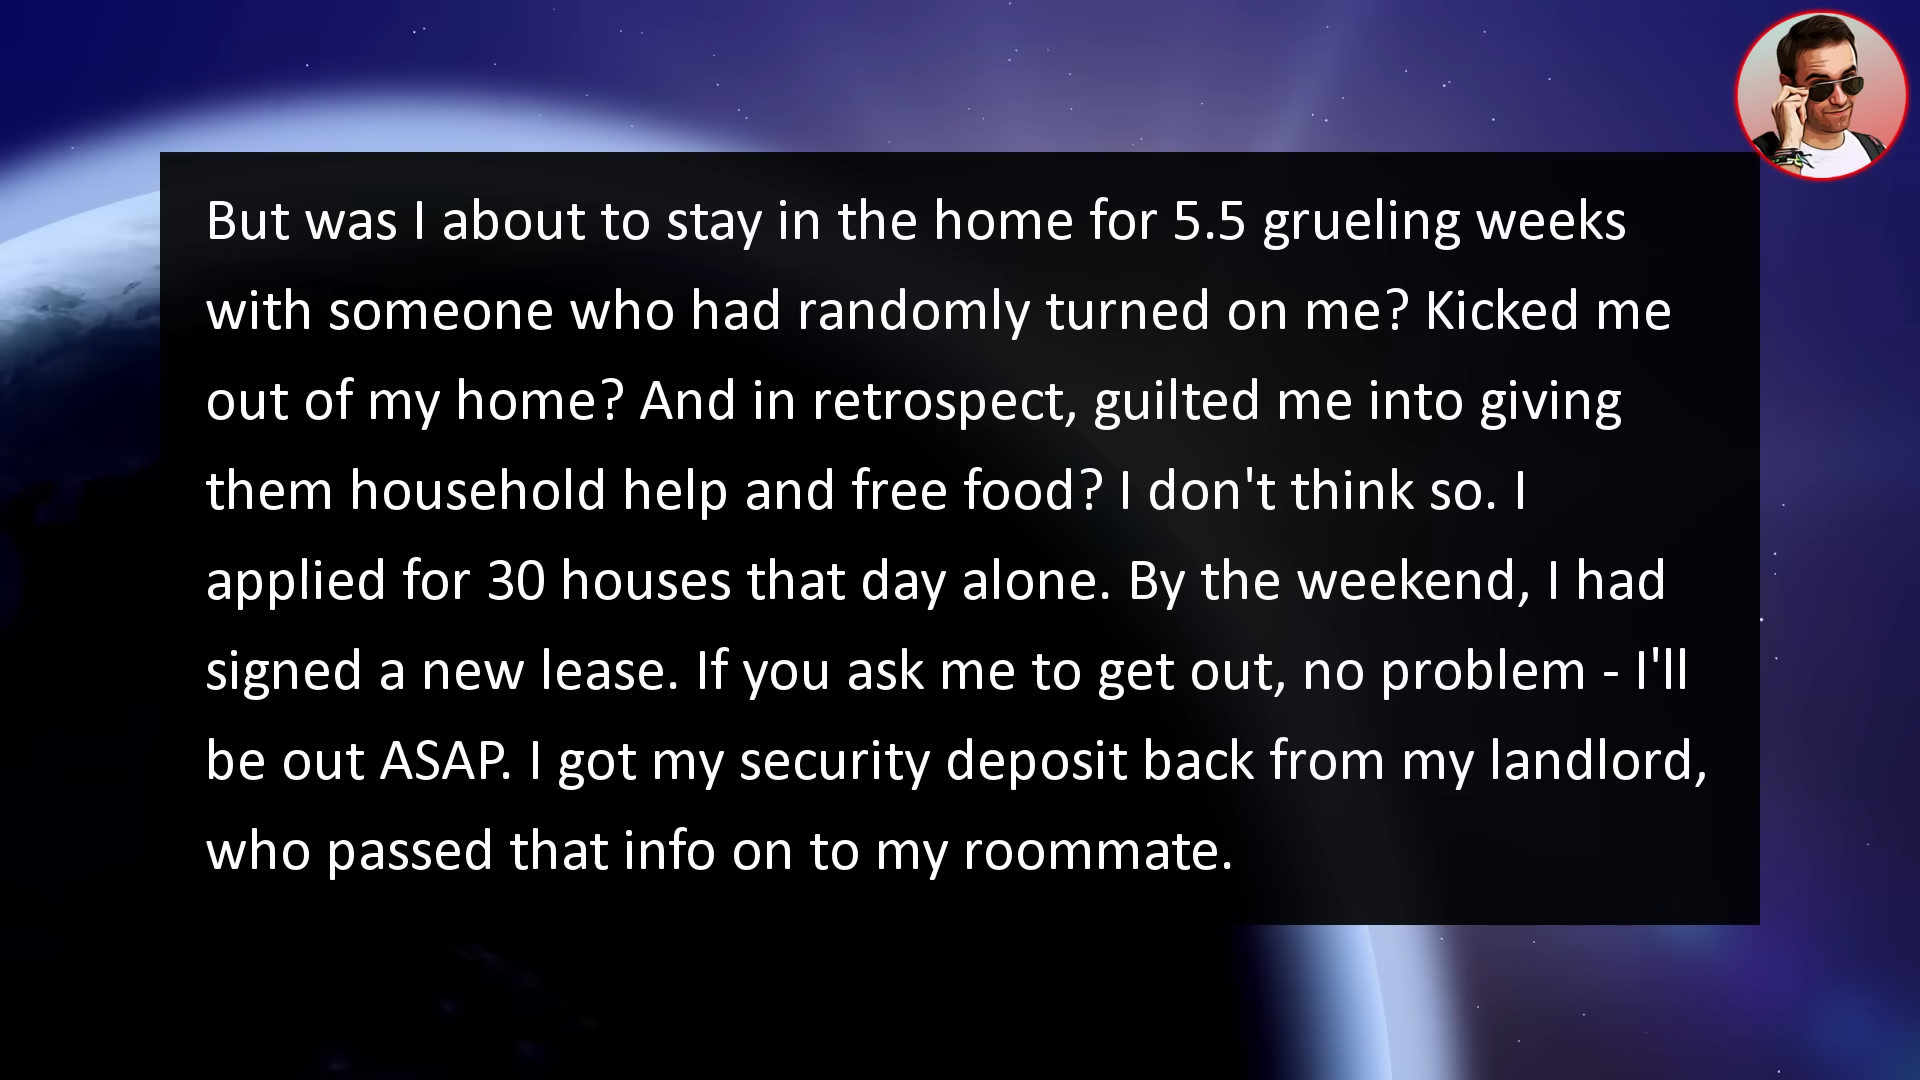 But was I about to stay in the home for 5.5 grueling weeks
with someone who had randomly turned on me? Kicked me
out of my home? And in retrospect, guilted me into giving
them household help and free food? I don't think so. I
applied for 30 houses that day alone. By the weekend, I had
signed a new lease. If you ask me to get out, no problem - I'll
be out ASAP. I got my security deposit back from my landlord,
who passed that info on to my roommate.